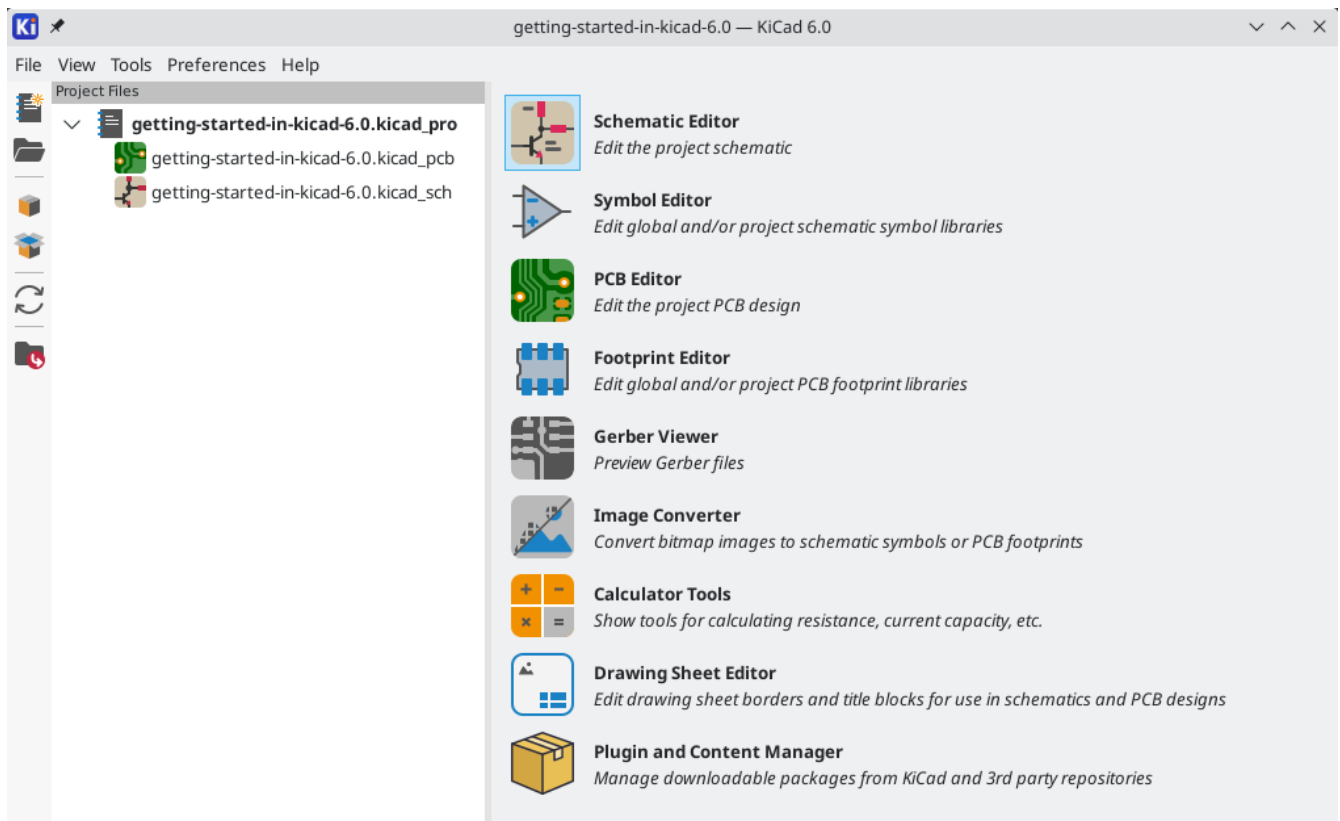 Ki getting-started-in-kicad-6.0 — KiCad 6.0
File View Tools Preferences Help
Project Files
getting-started-in-kicad-6.0.kicad_pro
getting-started-in-kicad-6.0.kicad_pcb
getting-started-in-kicad-6.0.kicad_sch
Schematic Editor
Edit the project schematic
Symbol Editor
Edit global and/or project schematic symbol libraries
PCB Editor
Edit the project PCB design
Footprint Editor
Edit global and/or project PCB footprint libraries
Gerber Viewer
Preview Gerber files
Image Converter
Convert bitmap images to schematic symbols or PCB footprints
Calculator Tools
Show tools for calculating resistance, current capacity, etc.
Drawing Sheet Editor
Edit drawing sheet borders and title blocks for use in schematics and PCB designs
Plugin and Content Manager
Manage downloadable packages from KiCad and 3rd party repositories